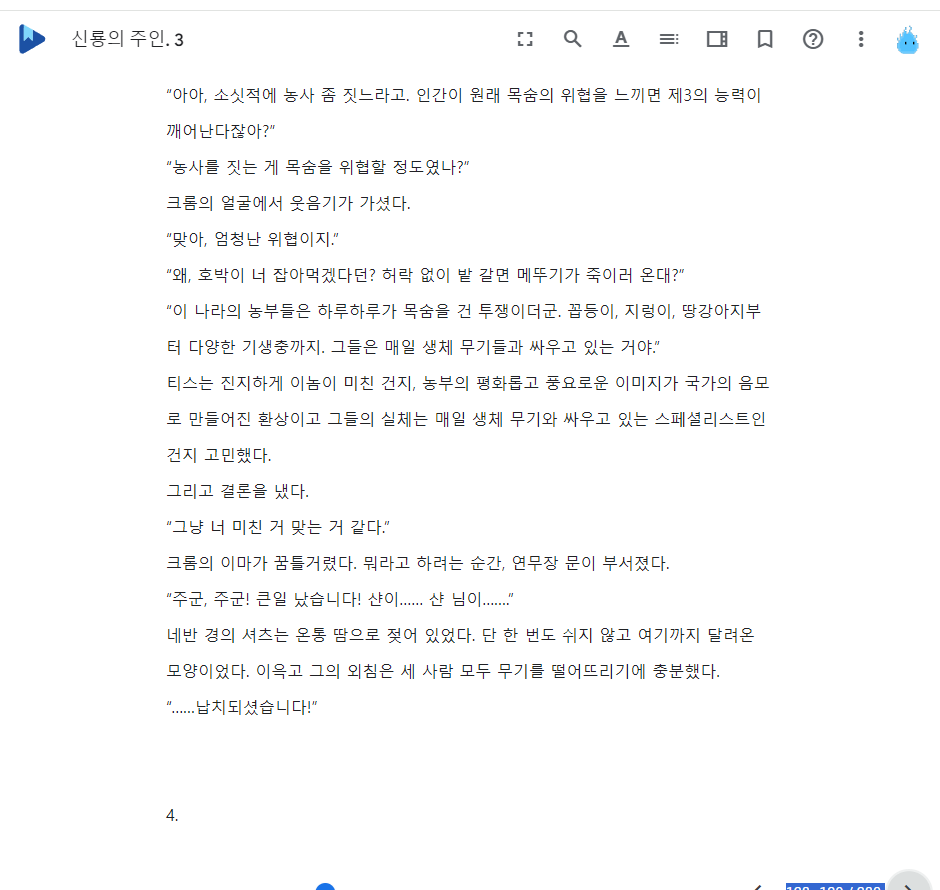 신룡의 주인. 3
“아아, 소싯적에 농사 좀 짓느라고. 인간이 원래 목숨의 위협을 느끼면 제3의 능력이
깨어난다잖아?”
“농사를 짓는 게 목숨을 위협할 정도였나?”
크롬의 얼굴에서 웃음기가 가셨다.
“맞아, 엄청난 위협이지.”
“왜, 호박이 너 잡아먹겠다던? 허락 없이 밭 갈면 메뚜기가 죽이러 온대?”
“이 나라의 농부들은 하루하루가 목숨을 건 투쟁이더군. 꼽등이, 지렁이, 땅강아지부
터 다양한 기생충까지. 그들은 매일 생체 무기들과 싸우고 있는 거야.”
티스는 진지하게 이놈이 미친 건지, 농부의 평화롭고 풍요로운 이미지가 국가의 음모
로 만들어진 환상이고 그들의 실체는 매일 생체 무기와 싸우고 있는 스페셜리스트인
건지 고민했다.
그리고 결론을 냈다.
“그냥 너 미친 거 맞는 거 같다.”
크롬의 이마가 꿈틀거렸다. 뭐라고 하려는 순간, 연무장 문이 부서졌다.
“주군, 주군! 큰일 났습니다! 샨이…… 샨 님이…….”
네반 경의 셔츠는 온통 땀으로 젖어 있었다. 단 한 번도 쉬지 않고 여기까지 달려온
모양이었다. 이윽고 그의 외침은 세 사람 모두 무기를 떨어뜨리기에 충분했다.
“……납치되셨습니다!”
4.